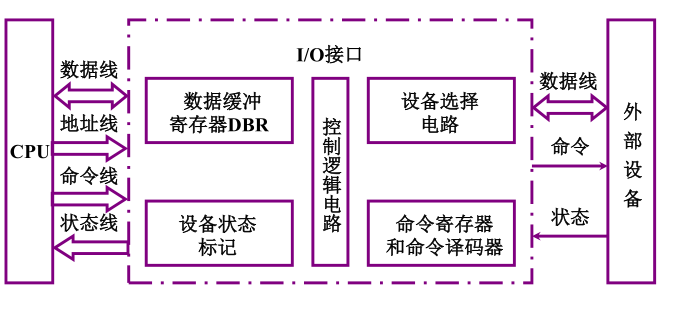 I/O接口
CPU
数据线
地址线
命令线
状态线
数据缓冲
寄存器DBR
设备状态
标记
控制逻辑电路
设备选择
电路
命令寄存器
和命令译码器
数据线
命令
状态
外部设备